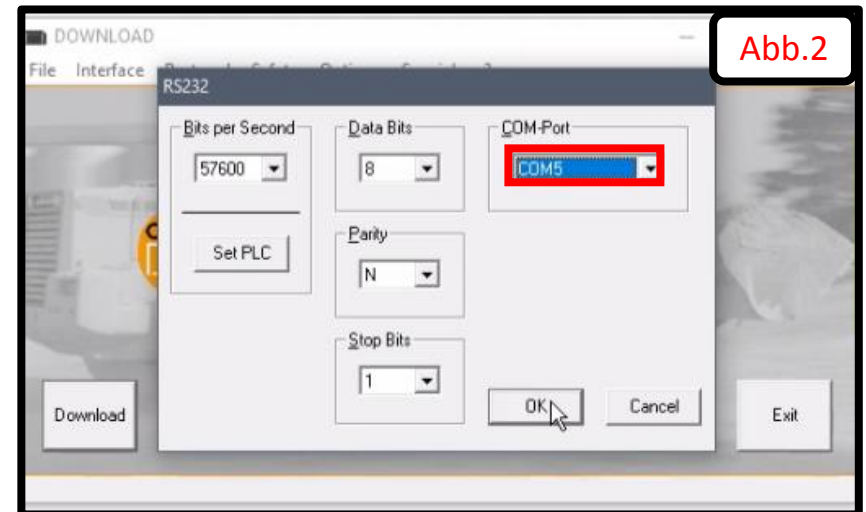 DOWNLOAD
Abb.2
File Interface
RS232
Bits per Second
Data Bits
COM-Port
57600
8
COM5
Set PLC
Parity
N
Stop Bits
1
Download
OK
Cancel
Exit